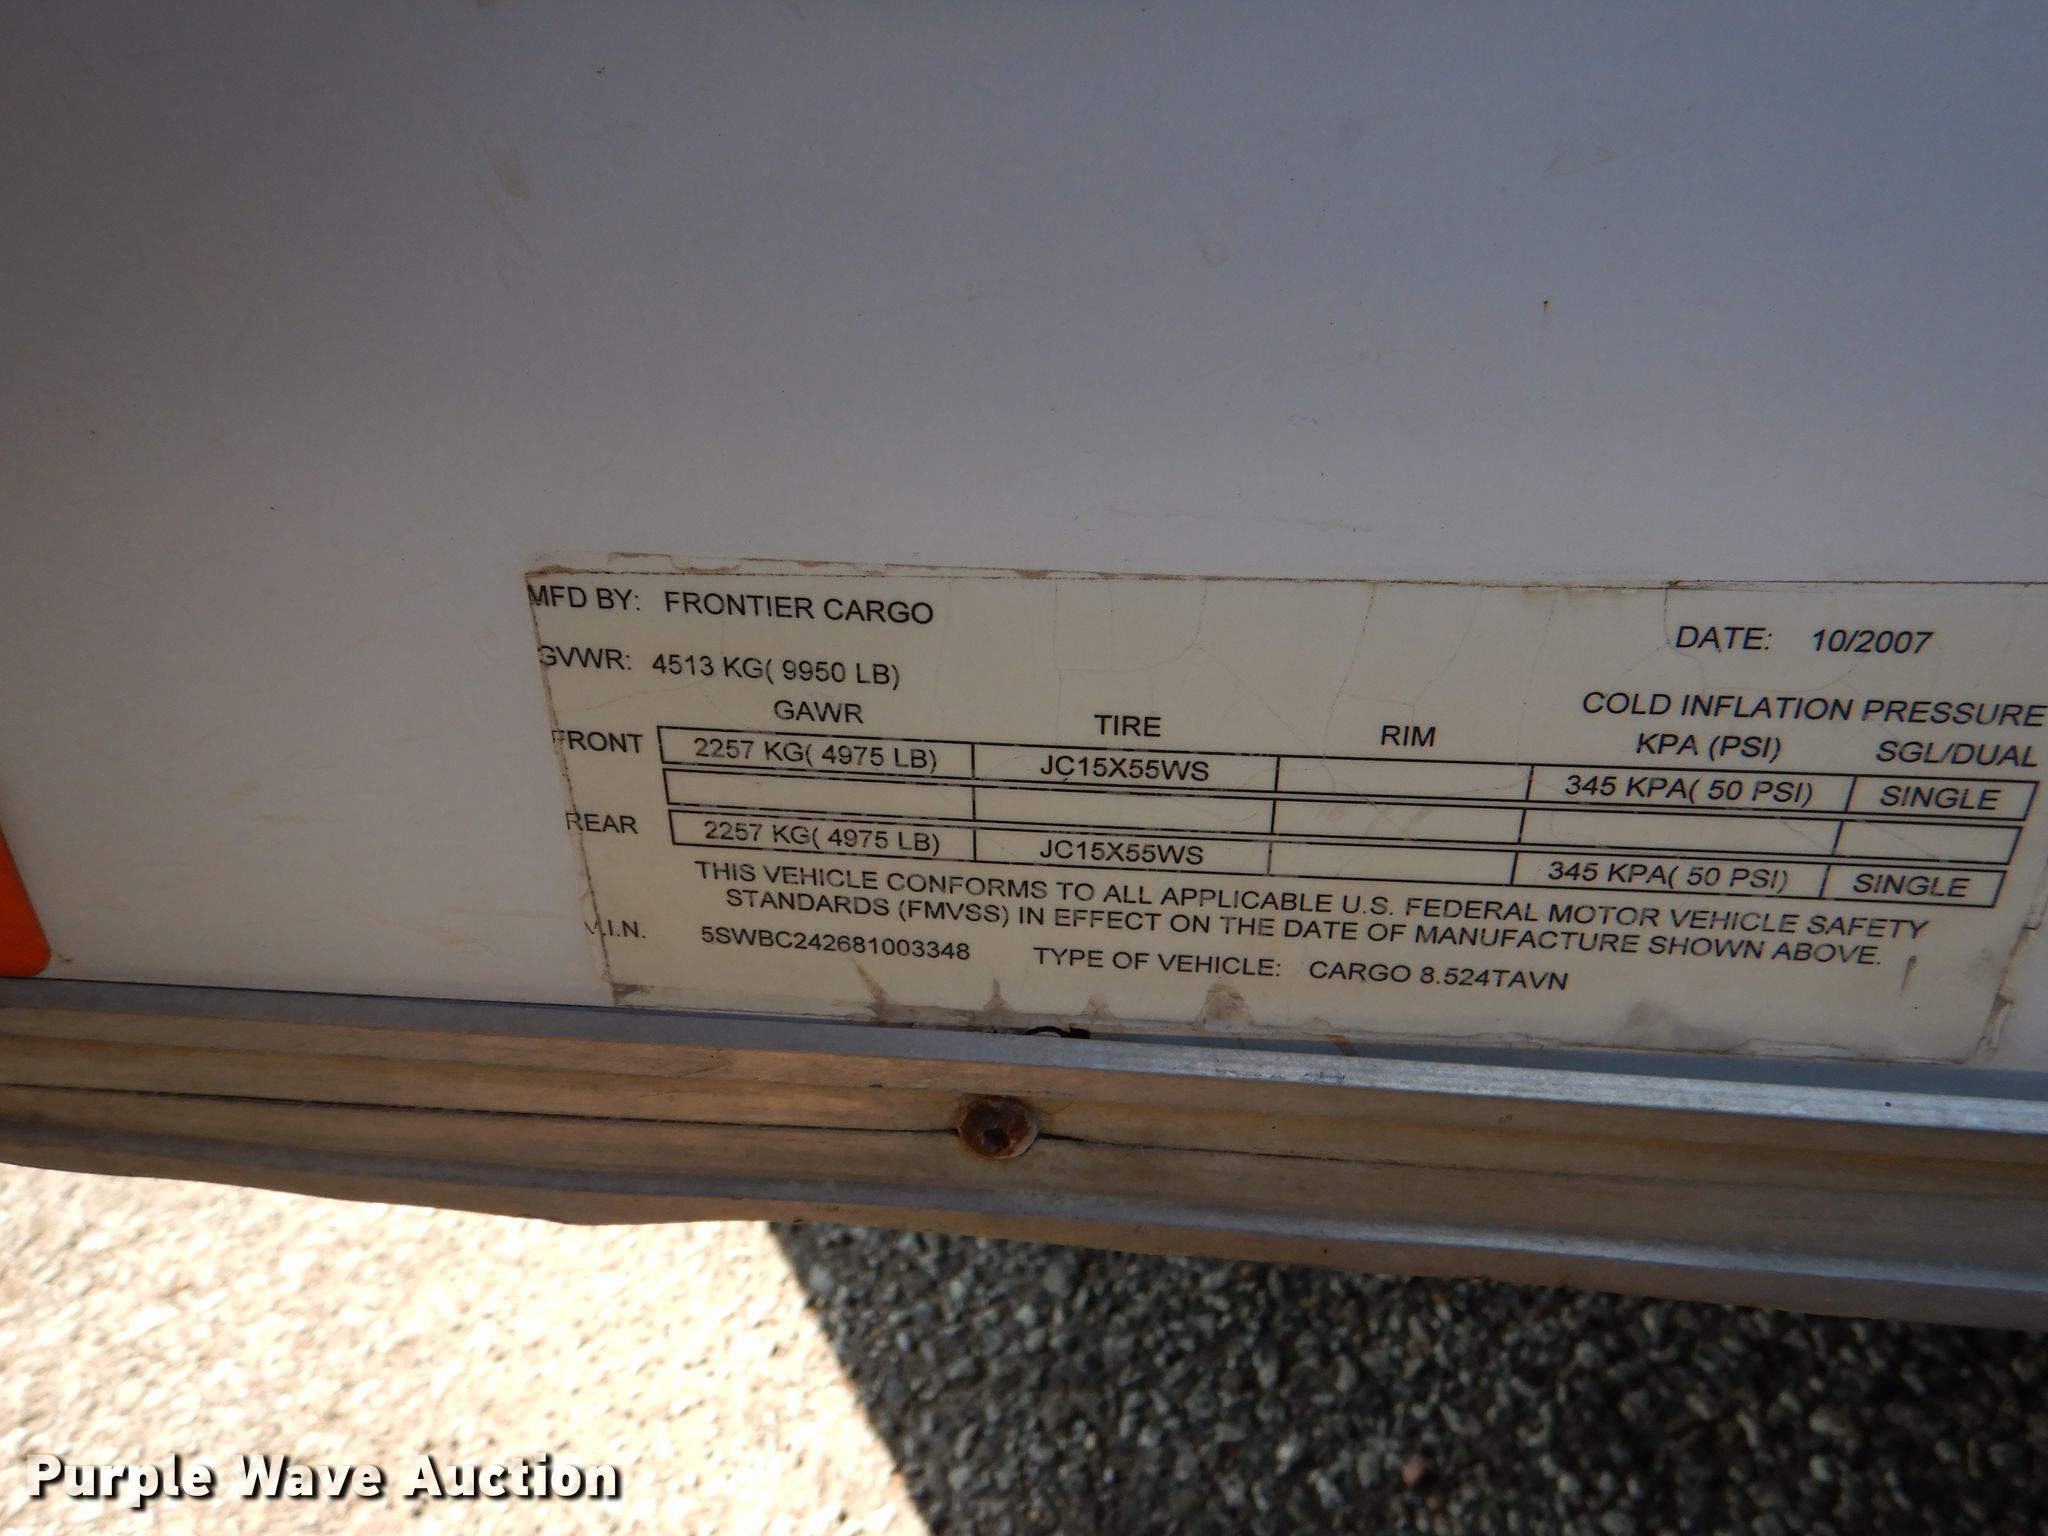 MFD BY: FRONTIER CARGO
DATE: 10/2007
GVWR: 4513 KG( 9950 LB)
COLD INFLATION PRESSURE
GAWR TIRE RIM KPA (PSI) SGL/DUAL
FRONT 2257 KG( 4975 LB) JC15X55WS 345 KPA( 50 PSI) SINGLE
REAR 2257 KG( 4975 LB) JC15X55WS 345 KPA( 50 PSI) SINGLE
THIS VEHICLE CONFORMS TO ALL APPLICABLE U.S. FEDERAL MOTOR VEHICLE SAFETY
STANDARDS (FMVSS) IN EFFECT ON THE DATE OF MANUFACTURE SHOWN ABOVE.
V.I.N. 5SWBC242681003348 TYPE OF VEHICLE: CARGO 8.524TAVN
Purple Wave Auction